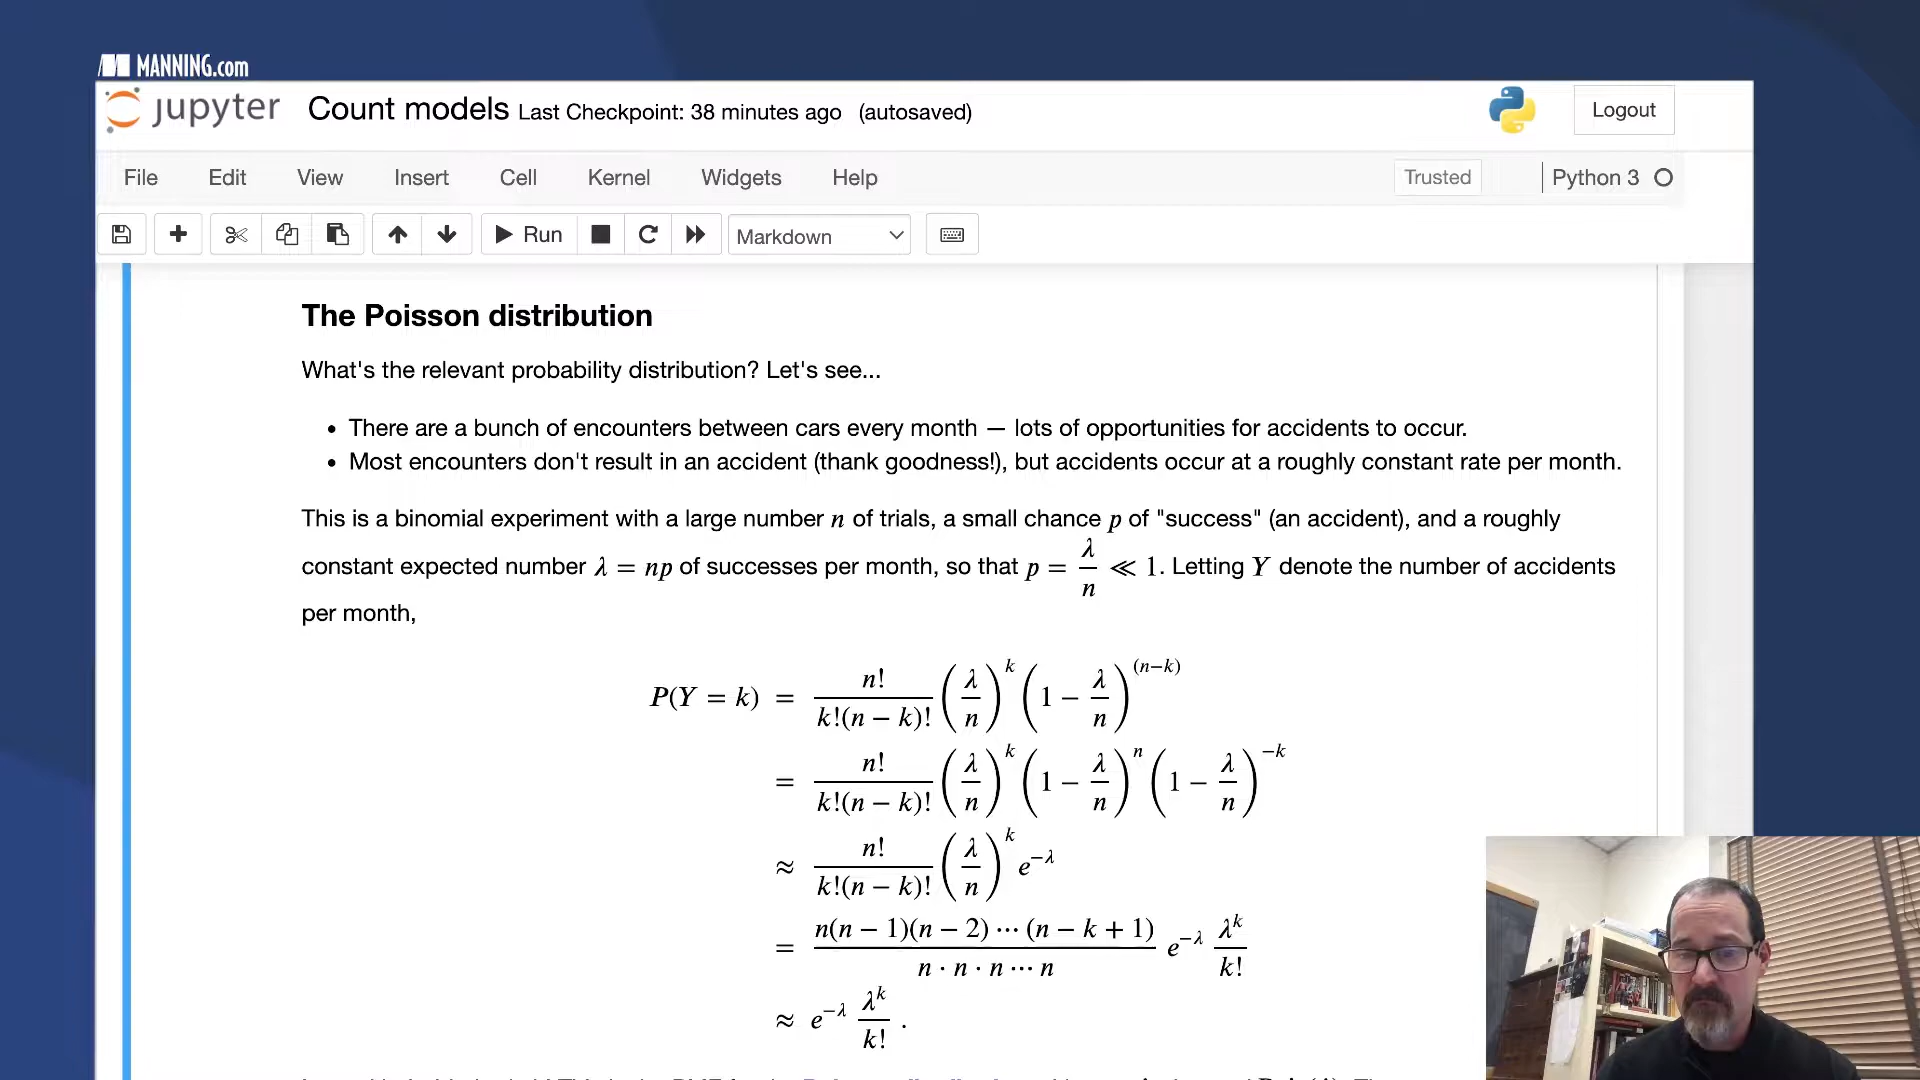 MANNING.com
jupyter Count models Last Checkpoint: 38 minutes ago (autosaved) Logout
File Edit View Insert Cell Kernel Widgets Help Trusted Python 3
Run Markdown
The Poisson distribution
What's the relevant probability distribution? Let's see...
• There are a bunch of encounters between cars every month — lots of opportunities for accidents to occur.
• Most encounters don't result in an accident (thank goodness!), but accidents occur at a roughly constant rate per month.
This is a binomial experiment with a large number n of trials, a small chance p of "success" (an accident), and a roughly
constant expected number λ = np of successes per month, so that p = λ/n ≪ 1. Letting Y denote the number of accidents
per month,
P(Y = k) = n!/(k!(n − k)!) (λ/n)^k (1 − λ/n)^(n−k)
= n!/(k!(n − k)!) (λ/n)^k (1 − λ/n)^n (1 − λ/n)^−k
≈ n!/(k!(n − k)!) (λ/n)^k e^−λ
= n(n − 1)(n − 2) ⋯ (n − k + 1)/(n · n · n ⋯ n) e^−λ λ^k/k!
≈ e^−λ λ^k/k! .